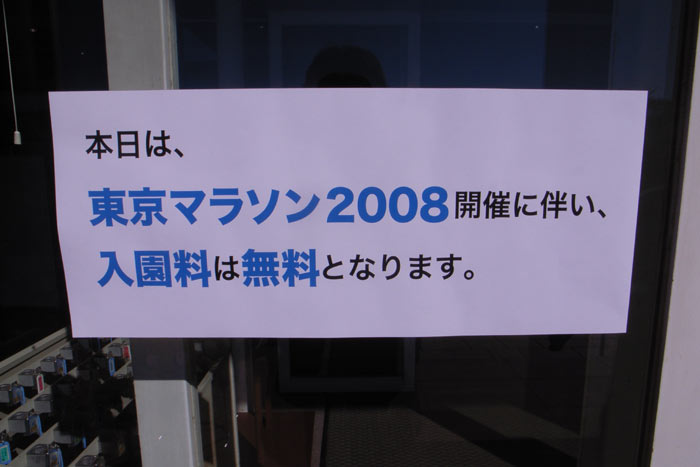 本日は、
東京マラソン2008開催に伴い、
入園料は無料となります。